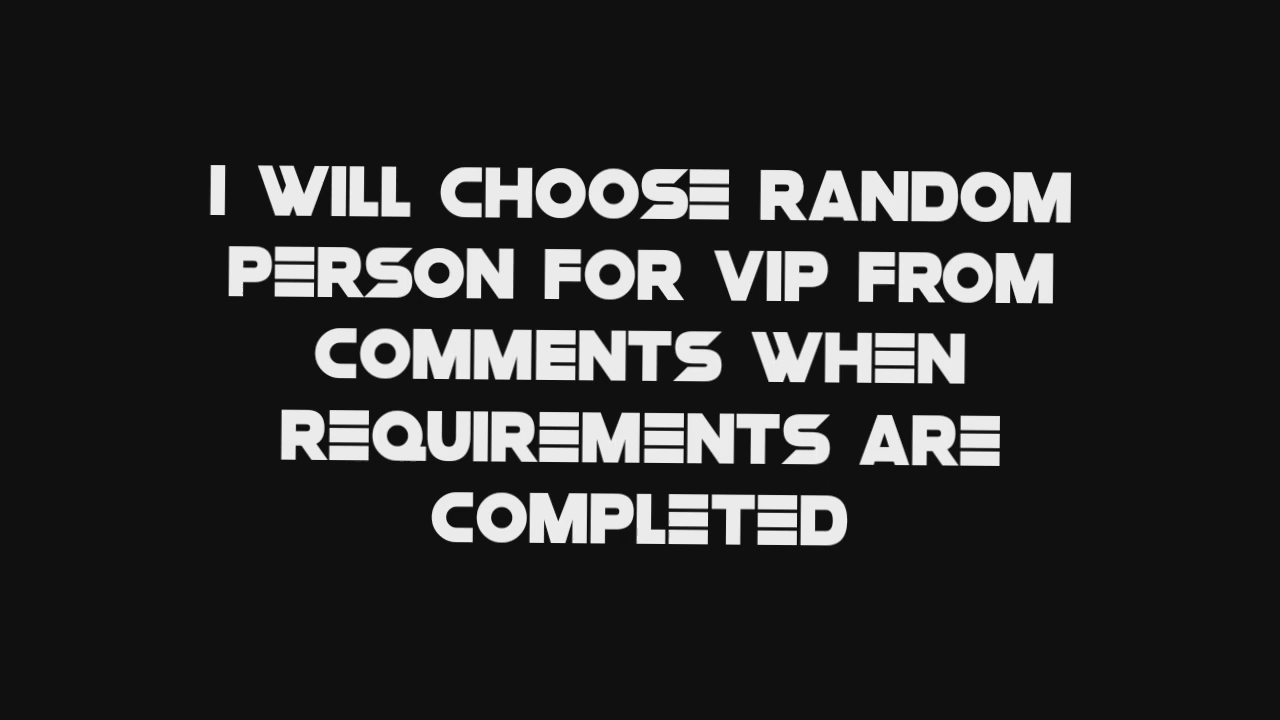 I WILL CHOOSE RANDOM
PERSON FOR VIP FROM
COMMENTS WHEN
REQUIREMENTS ARE
COMPLETED